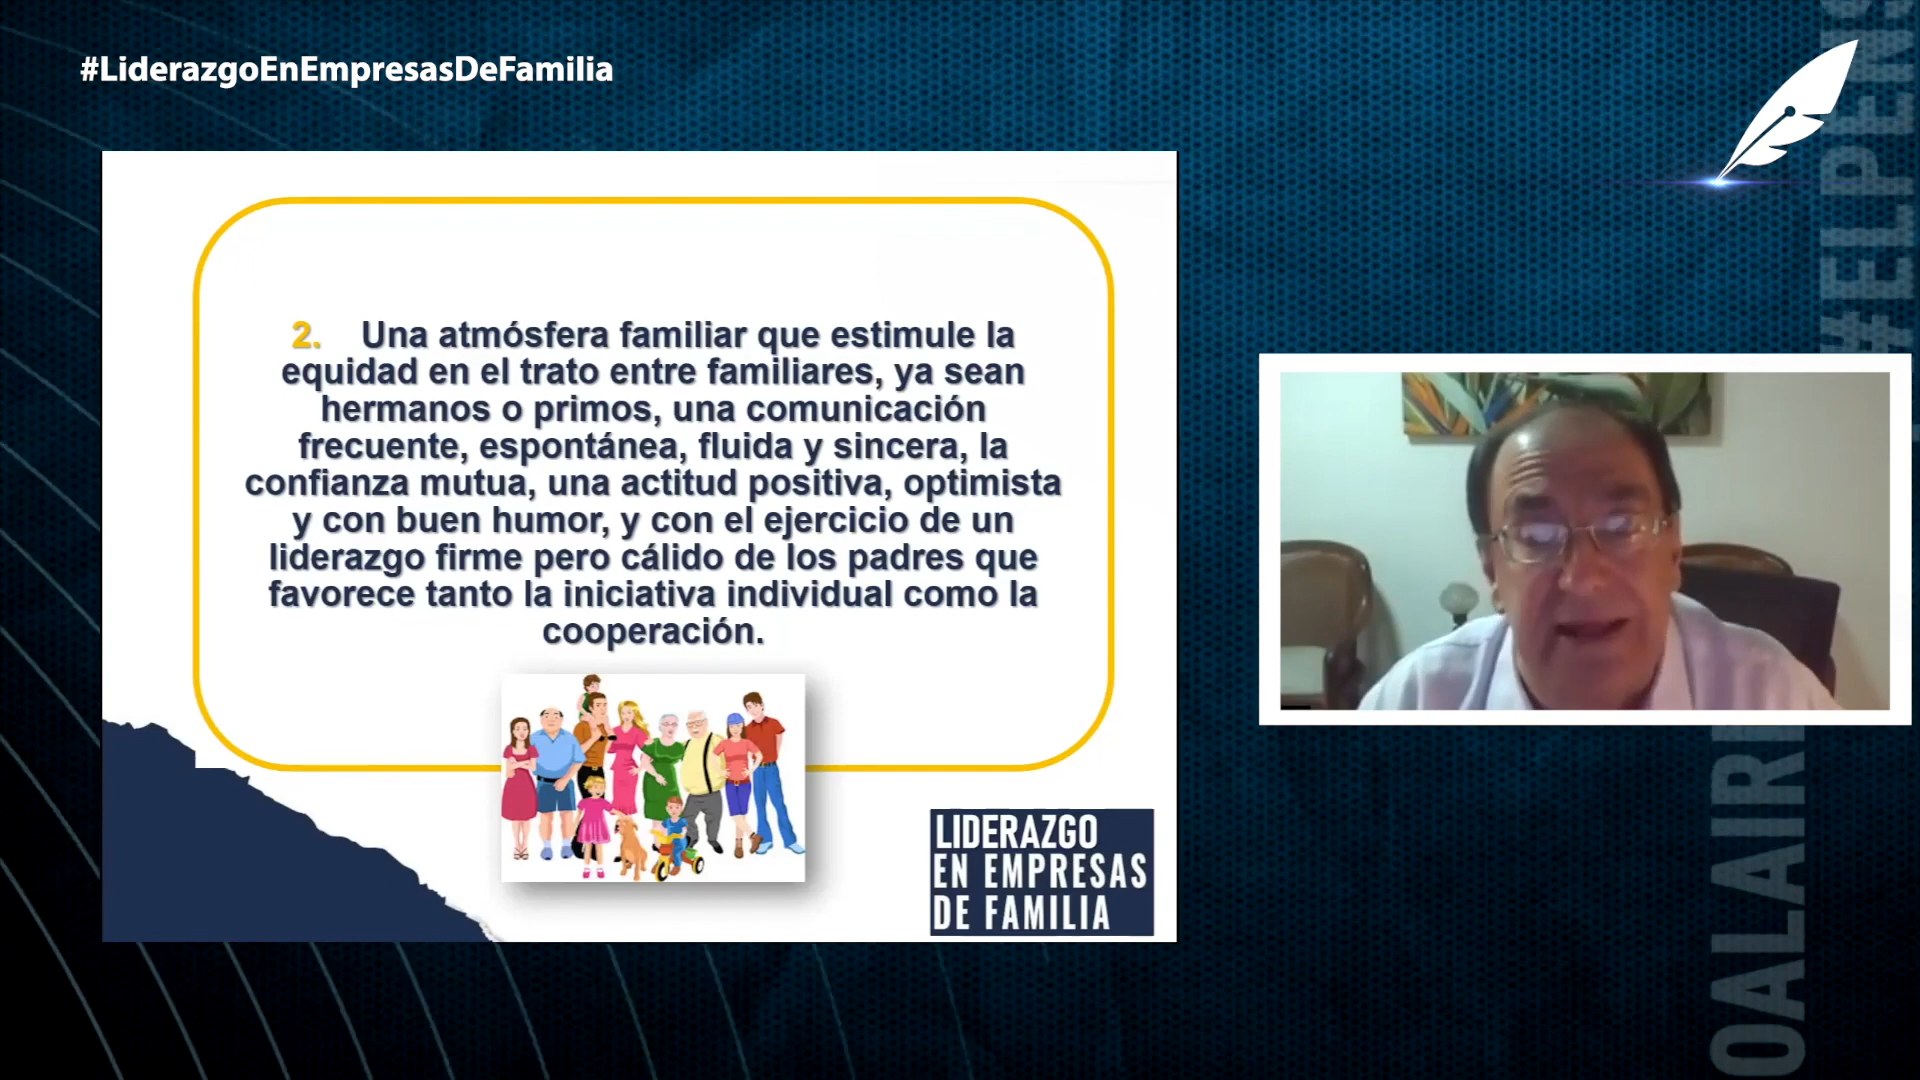 #LiderazgoEnEmpresasDeFamilia
2. Una atmósfera familiar que estimule la
equidad en el trato entre familiares, ya sean
hermanos o primos, una comunicación
frecuente, espontánea, fluida y sincera, la
confianza mutua, una actitud positiva, optimista
y con buen humor, y con el ejercicio de un
liderazgo firme pero cálido de los padres que
favorece tanto la iniciativa individual como la
cooperación.
LIDERAZGO
EN EMPRESAS
DE FAMILIA
#ELPENS
OALAIR